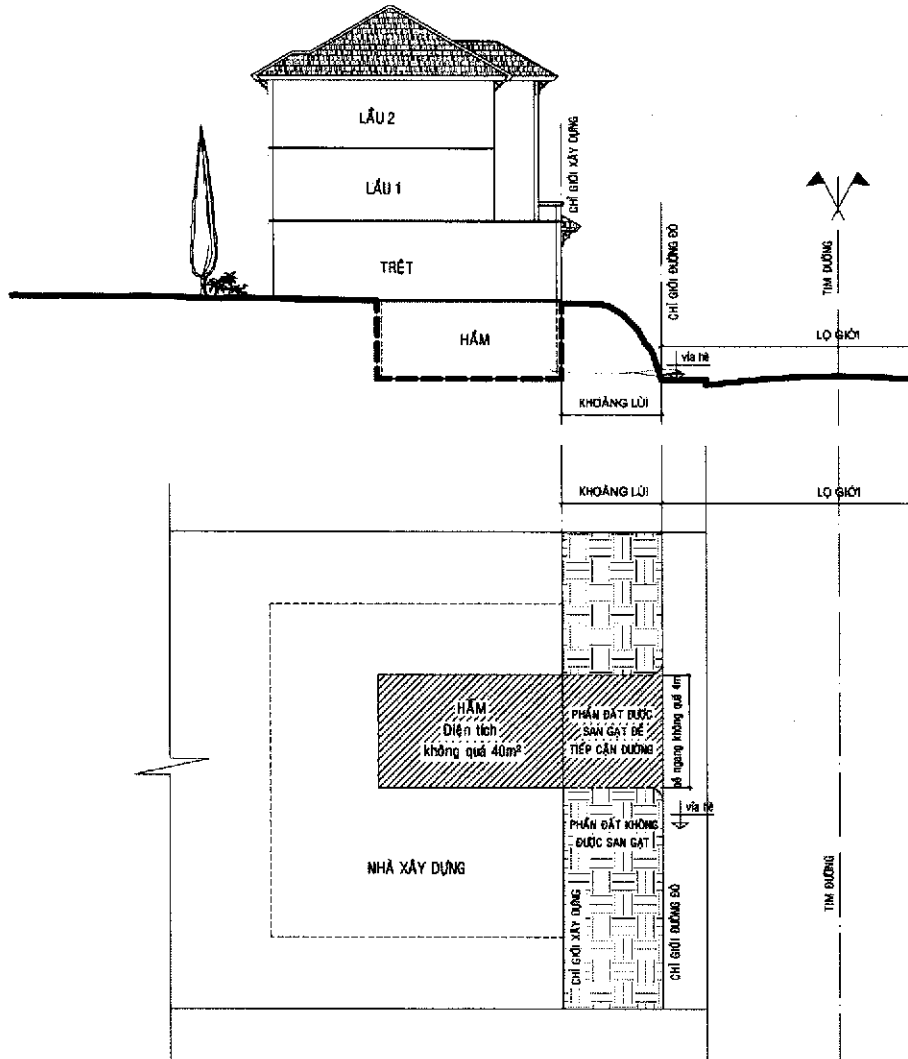 LẦU 2
LẦU 1
TRỆT
HẦM
CHỈ GIỚI XÂY DỰNG
CHỈ GIỚI ĐƯỜNG ĐỎ
TIM ĐƯỜNG
LỘ GIỚI
vỉa hè
KHOẢNG LÙI
KHOẢNG LÙI
LỘ GIỚI
HẦM
Diện tích
không quá 40m²
PHẦN ĐẤT ĐƯỢC
SAN GẠT ĐỂ
TIẾP CẬN ĐƯỜNG
bề ngang không quá 4m
vỉa hè
PHẦN ĐẤT KHÔNG
ĐƯỢC SAN GẠT
NHÀ XÂY DỰNG
CHỈ GIỚI XÂY DỰNG
CHỈ GIỚI ĐƯỜNG ĐỎ
TIM ĐƯỜNG